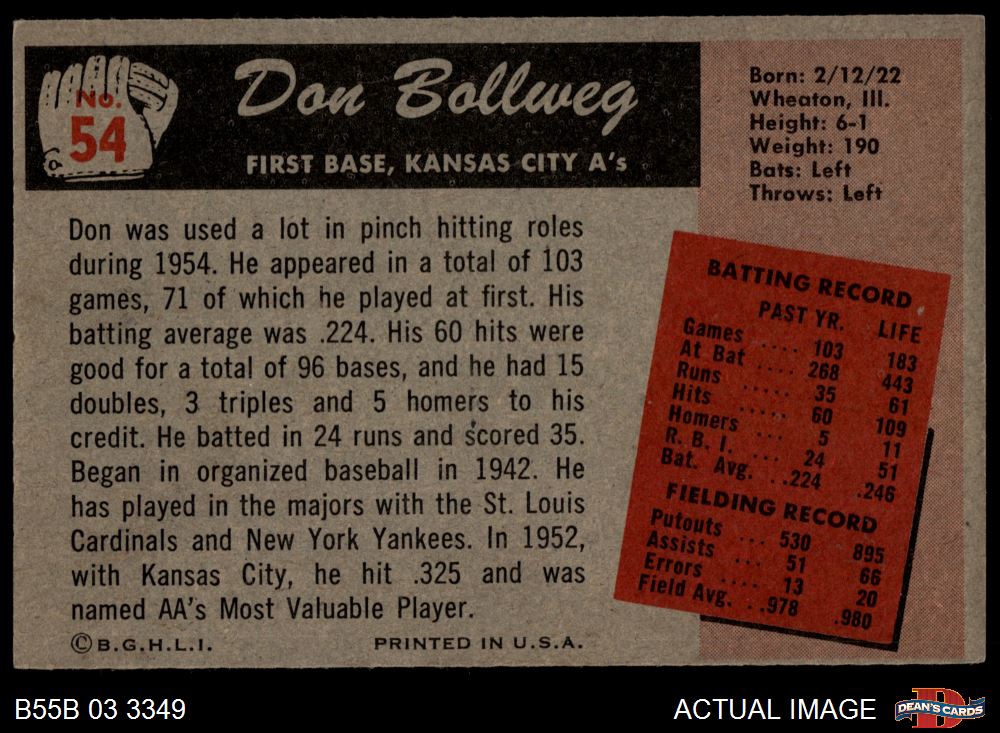 No.
54
Don Bollweg
FIRST BASE, KANSAS CITY A's
Born: 2/12/22
Wheaton, Ill.
Height: 6-1
Weight: 190
Bats: Left
Throws: Left
Don was used a lot in pinch hitting roles
during 1954. He appeared in a total of 103
games, 71 of which he played at first. His
batting average was .224. His 60 hits were
good for a total of 96 bases, and he had 15
doubles, 3 triples and 5 homers to his
credit. He batted in 24 runs and scored 35.
Began in organized baseball in 1942. He
has played in the majors with the St. Louis
Cardinals and New York Yankees. In 1952,
with Kansas City, he hit .325 and was
named AA's Most Valuable Player.
©B.G.H.L.I. PRINTED IN U.S.A.
BATTING RECORD
PAST YR. LIFE
Games .... 103 183
At Bat .... 268 443
Runs ..... 35 61
Hits ..... 60 109
Homers ... 5 11
R. B. I. ... 24 51
Bat. Avg. ..224 .246
FIELDING RECORD
Putouts ... 530 895
Assists ... 51 66
Errors .... 13 20
Field Avg. ..978 .980
B55B 03 3349 ACTUAL IMAGE
D
DEAN'S CARDS